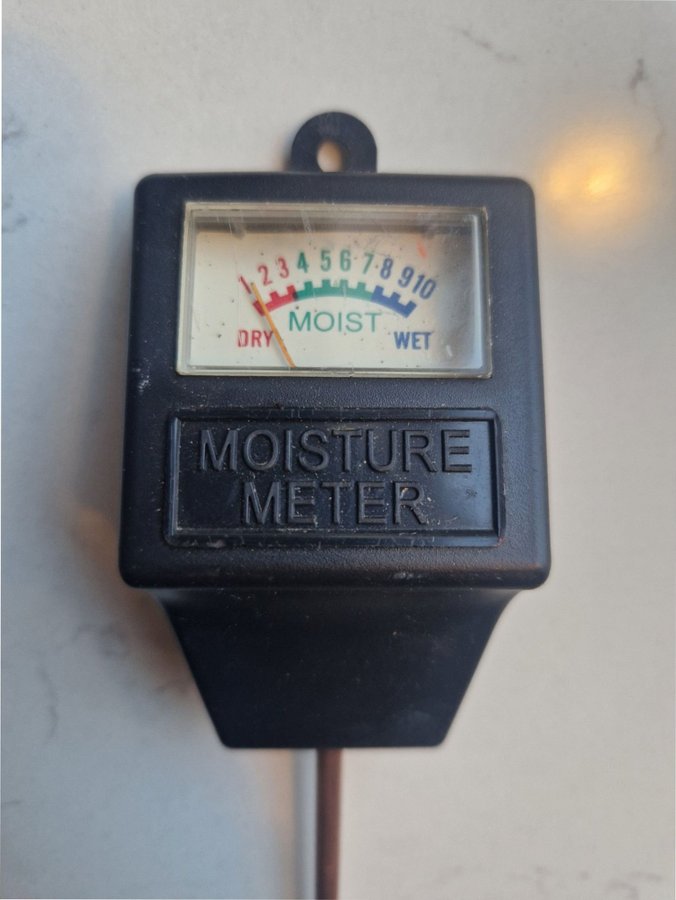 1 2 3 4 5 6 7 8 9 10
MOIST
DRY WET
MOISTURE
METER